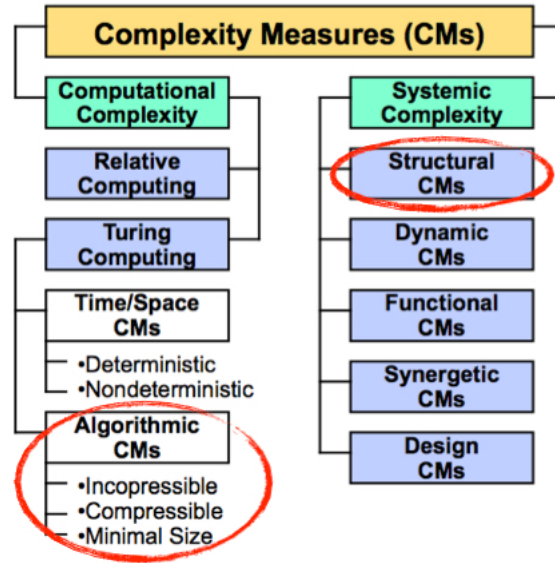 Complexity Measures (CMs)
Computational
Complexity
Relative
Computing
Turing
Computing
Time/Space
CMs
•Deterministic
•Nondeterministic
Algorithmic
CMs
•Incopressible
•Compressible
•Minimal Size
Systemic
Complexity
Structural
CMs
Dynamic
CMs
Functional
CMs
Synergetic
CMs
Design
CMs